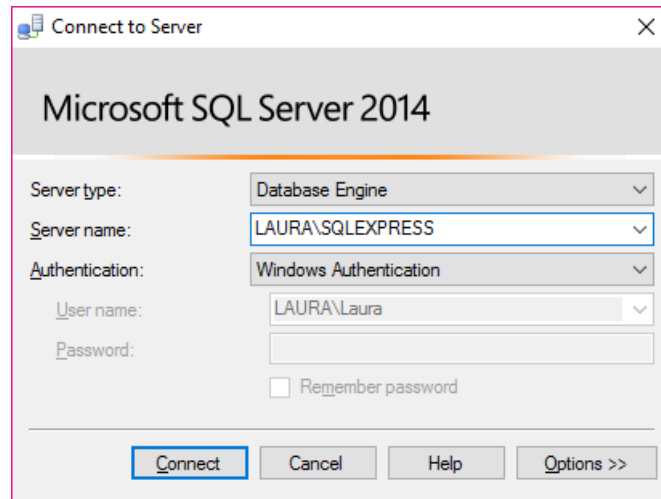 Connect to Server
Microsoft SQL Server 2014
Server type: Database Engine
Server name: LAURA\SQLEXPRESS
Authentication: Windows Authentication
User name: LAURA\Laura
Password:
Remember password
Connect Cancel Help Options >>